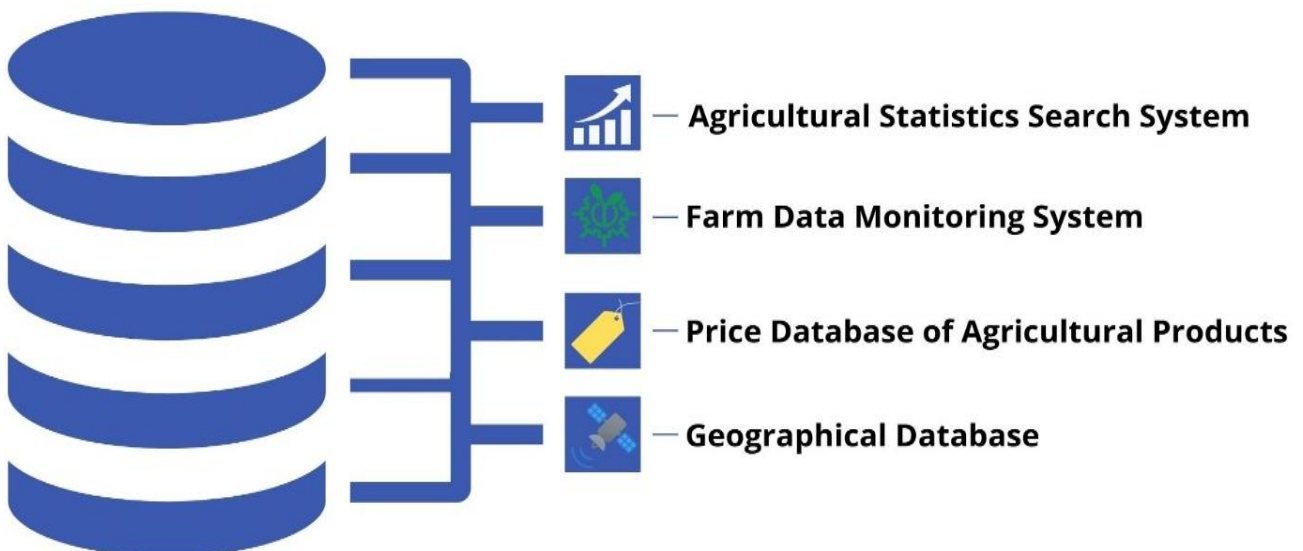 Agricultural Statistics Search System
Farm Data Monitoring System
Price Database of Agricultural Products
Geographical Database